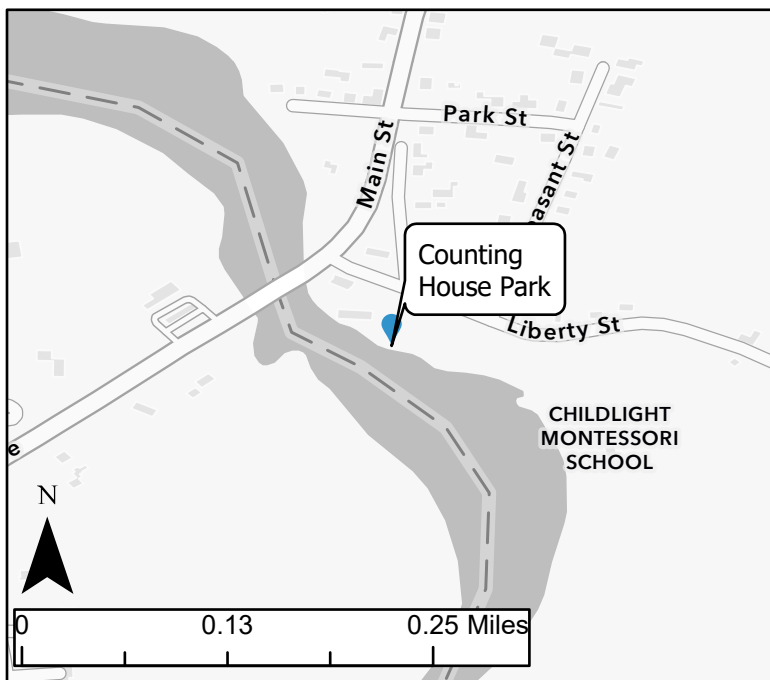 Park St
Main St
easant St
Counting
House Park
Liberty St
CHILDLIGHT
MONTESSORI
SCHOOL
e
N
0 0.13 0.25 Miles